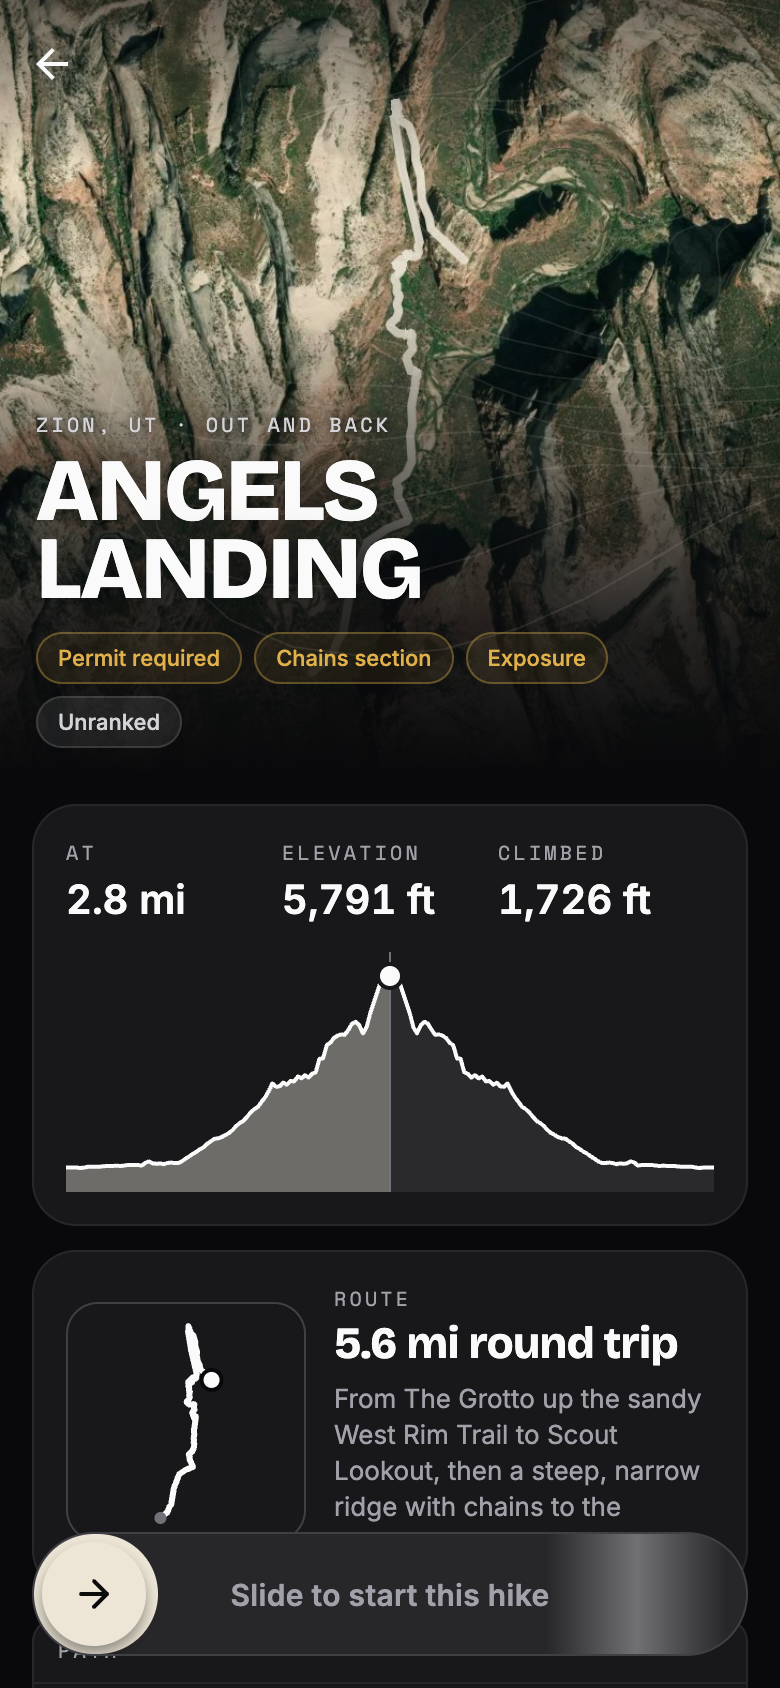 ZION, UT · OUT AND BACK
ANGELS
LANDING
Permit required
Chains section
Exposure
Unranked
AT
ELEVATION
CLIMBED
2.8 mi
5,791 ft
1,726 ft
ROUTE
5.6 mi round trip
From The Grotto up the sandy
West Rim Trail to Scout
Lookout, then a steep, narrow
ridge with chains to the
Slide to start this hike